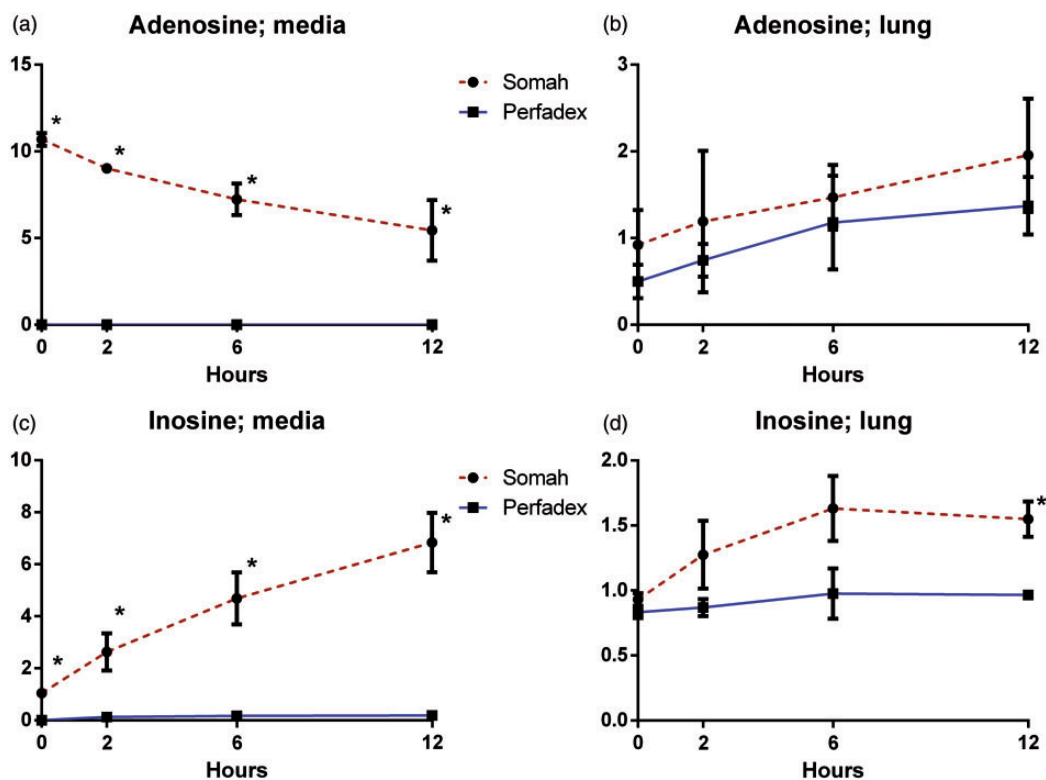 (a)
Adenosine; media
15
10
5
0
*
*
*
*
0 2 6 12
Hours
Somah
Perfadex
(b)
Adenosine; lung
3
2
1
0
0 2 6 12
Hours
(c)
Inosine; media
10
8
6
4
2
0
*
*
*
*
0 2 6 12
Hours
Somah
Perfadex
(d)
Inosine; lung
2.0
1.5
1.0
0.5
0.0
*
0 2 6 12
Hours